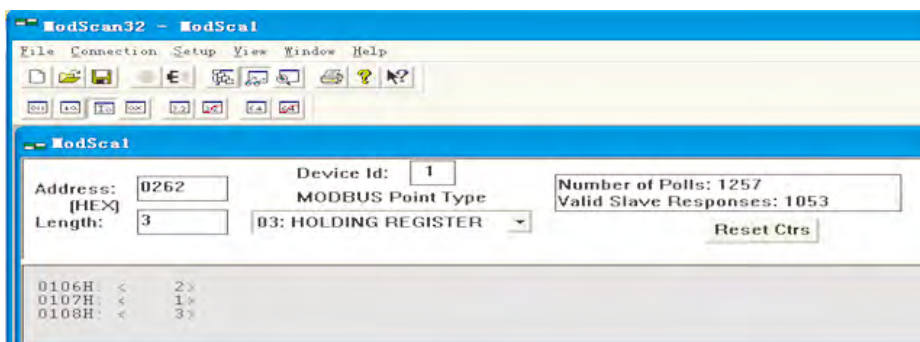 ModScan32 - ModSca1
File Connection Setup View Window Help
ModSca1
Address: 0262
(HEX)
Length: 3
Device Id: 1
MODBUS Point Type
03: HOLDING REGISTER
Number of Polls: 1257
Valid Slave Responses: 1053
Reset Ctrs
0106H: < 2>
0107H: < 1>
0108H: < 3>